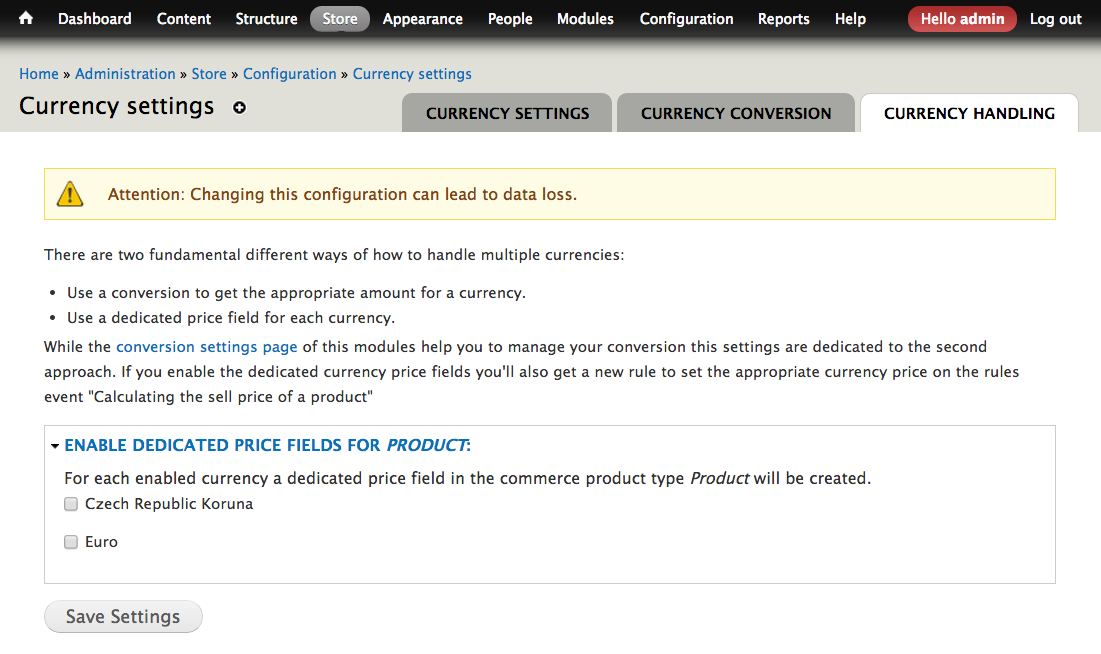 Dashboard Content Structure Store Appearance People Modules Configuration Reports Help Hello admin Log out
Home » Administration » Store » Configuration » Currency settings
Currency settings
CURRENCY SETTINGS CURRENCY CONVERSION CURRENCY HANDLING
Attention: Changing this configuration can lead to data loss.
There are two fundamental different ways of how to handle multiple currencies:
• Use a conversion to get the appropriate amount for a currency.
• Use a dedicated price field for each currency.
While the conversion settings page of this modules help you to manage your conversion this settings are dedicated to the second
approach. If you enable the dedicated currency price fields you'll also get a new rule to set the appropriate currency price on the rules
event "Calculating the sell price of a product"
ENABLE DEDICATED PRICE FIELDS FOR PRODUCT:
For each enabled currency a dedicated price field in the commerce product type Product will be created.
Czech Republic Koruna
Euro
Save Settings